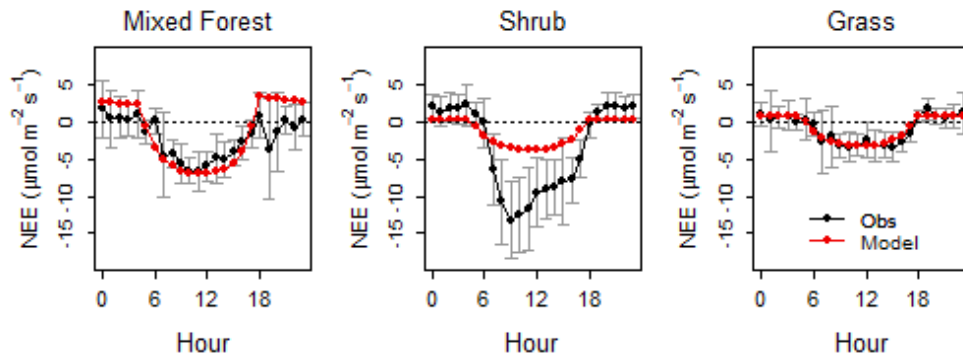 Mixed Forest
NEE (μmol m⁻² s⁻¹)
5
0
-5
-10
-15
0 6 12 18
Hour
Shrub
NEE (μmol m⁻² s⁻¹)
5
0
-5
-10
-15
0 6 12 18
Hour
Grass
NEE (μmol m⁻² s⁻¹)
5
0
-5
-10
-15
Obs
Model
0 6 12 18
Hour